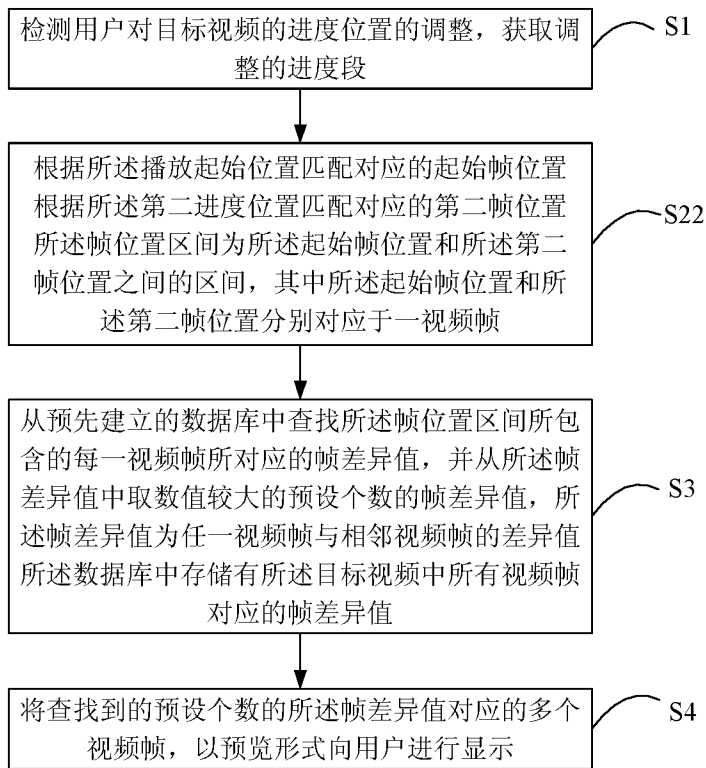 检测用户对目标视频的进度位置的调整，获取调
整的进度段
S1
根据所述播放起始位置匹配对应的起始帧位置
根据所述第二进度位置匹配对应的第二帧位置
所述帧位置区间为所述起始帧位置和所述第二
帧位置之间的区间，其中所述起始帧位置和所
述第二帧位置分别对应于一视频帧
S22
从预先建立的数据库中查找所述帧位置区间所包
含的每一视频帧所对应的帧差异值，并从所述帧
差异值中取数值较大的预设个数的帧差异值，所
述帧差异值为任一视频帧与相邻视频帧的差异值
所述数据库中存储有所述目标视频中所有视频帧
对应的帧差异值
S3
将查找到的预设个数的所述帧差异值对应的多个
视频帧，以预览形式向用户进行显示
S4